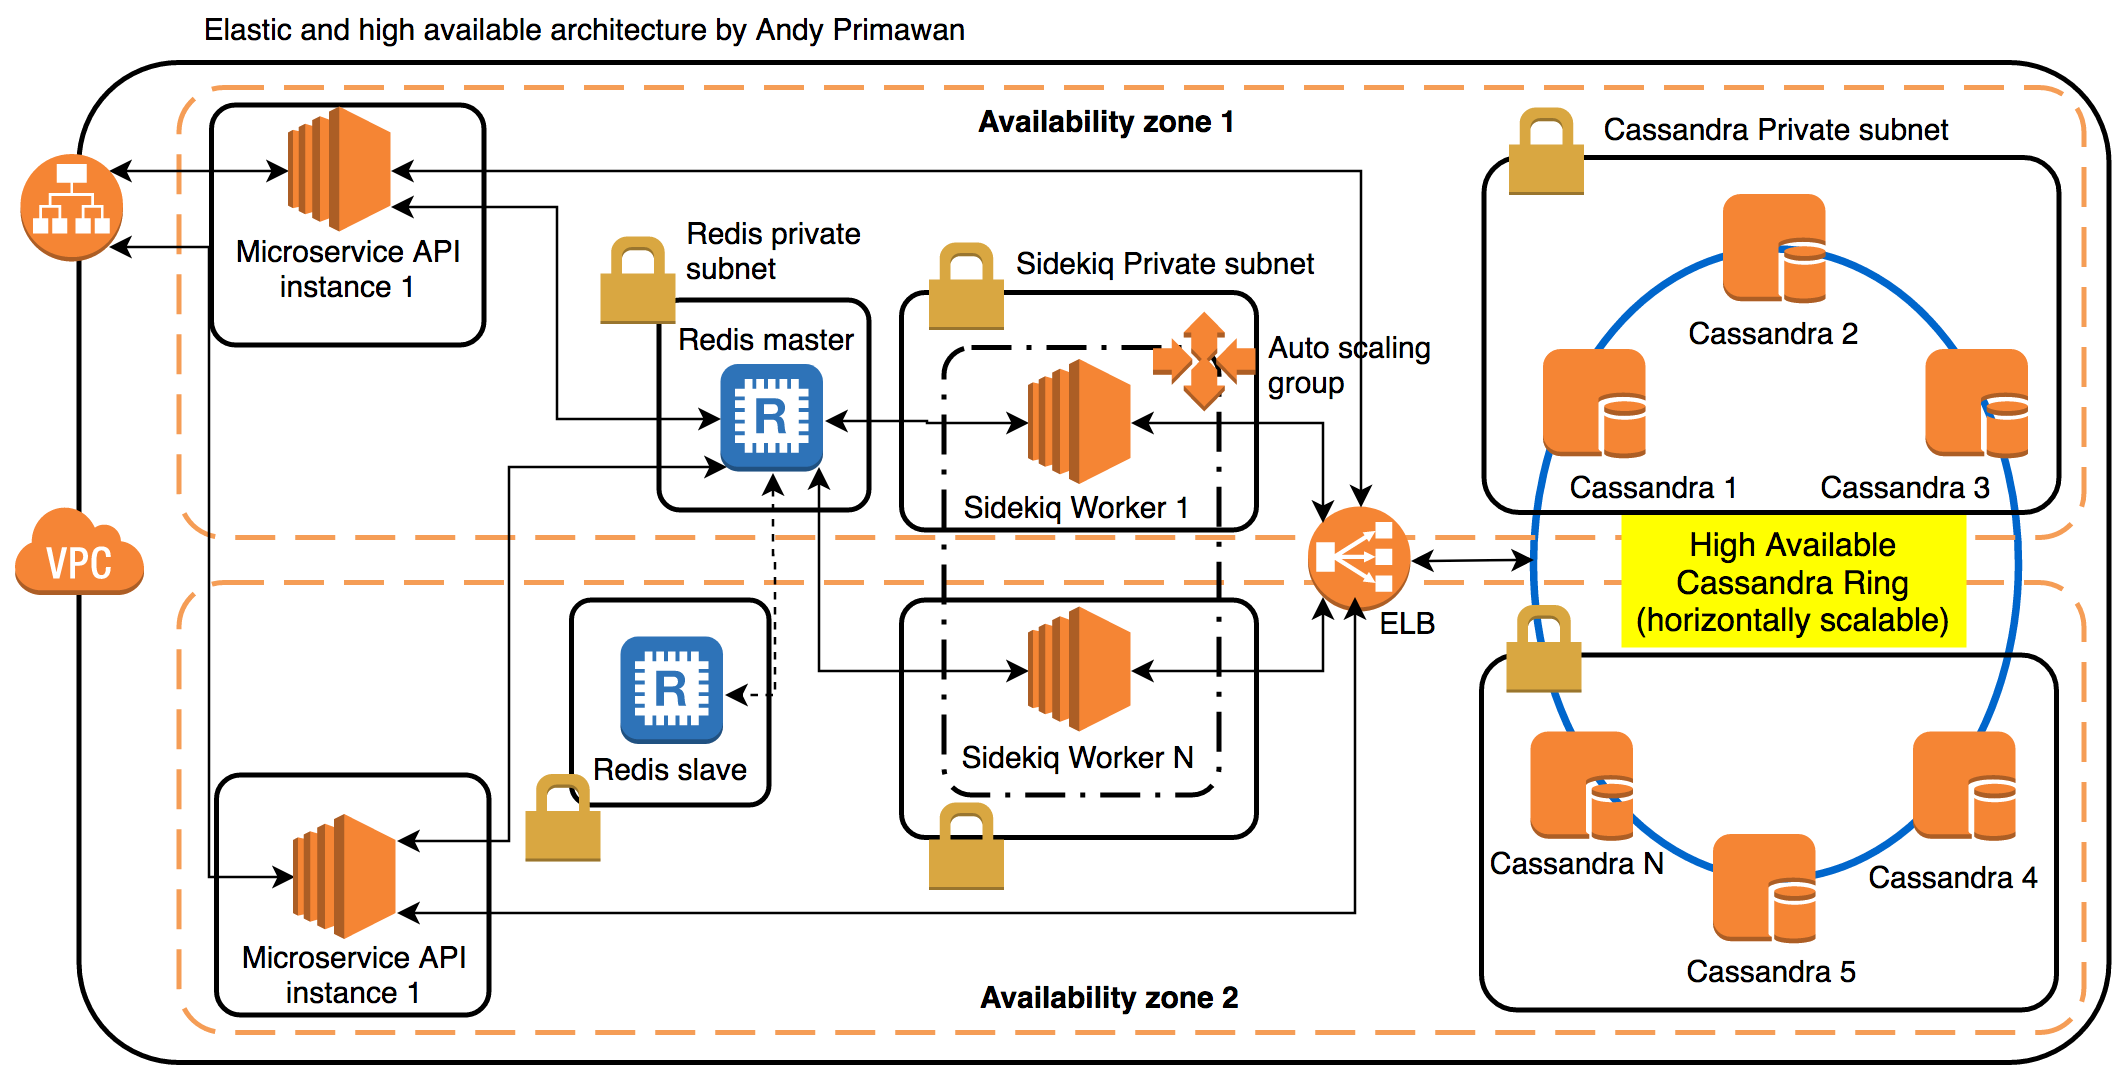 Elastic and high available architecture by Andy Primawan
Availability zone 1
Cassandra Private subnet
Microservice API
instance 1
Redis private
subnet
Sidekiq Private subnet
Redis master
R
Auto scaling
group
Sidekiq Worker 1
Cassandra 2
Cassandra 1
Cassandra 3
VPC
High Available
Cassandra Ring
(horizontally scalable)
ELB
R
Redis slave
Sidekiq Worker N
Cassandra N
Cassandra 4
Cassandra 5
Microservice API
instance 1
Availability zone 2